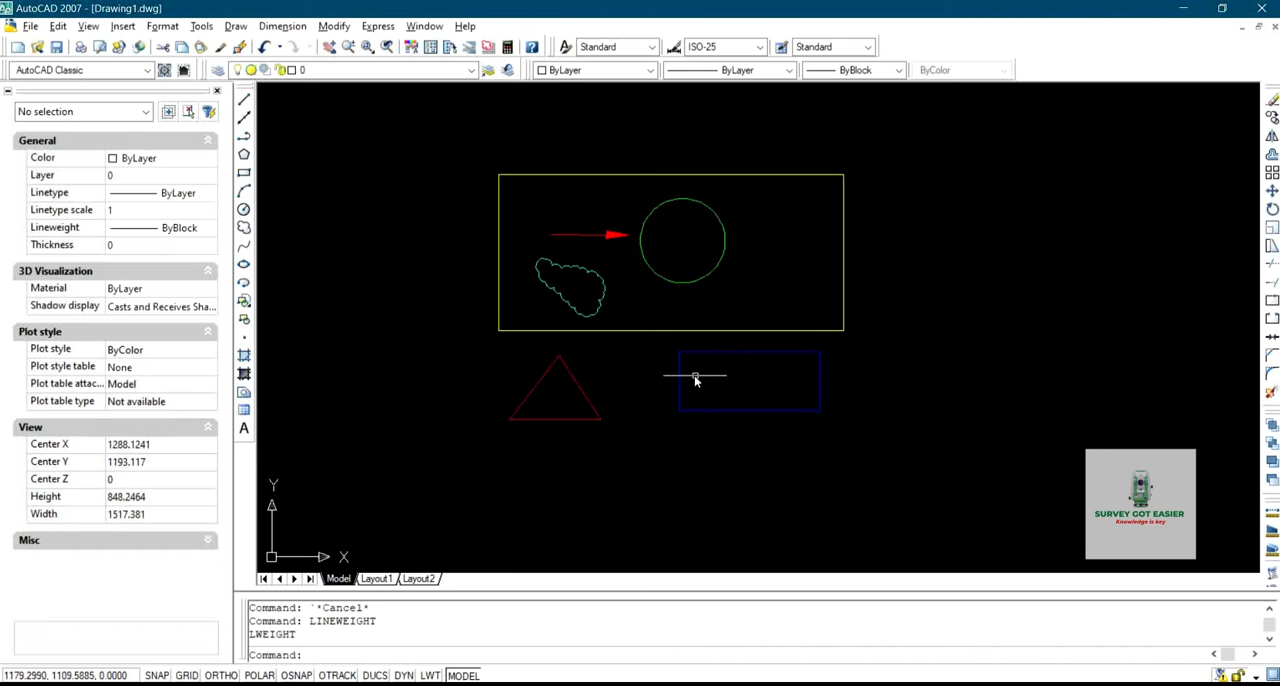 AutoCAD 2007 - [Drawing1.dwg]
File Edit View Insert Format Tools Draw Dimension Modify Express Window Help
Standard ISO-25 Standard
AutoCAD Classic 0 ByLayer ByLayer ByBlock ByColor
No selection
General
Color ByLayer
Layer 0
Linetype ByLayer
Linetype scale 1
Lineweight ByBlock
Thickness 0
3D Visualization
Material ByLayer
Shadow display Casts and Receives Sha...
Plot style
Plot style ByColor
Plot style table None
Plot table attac... Model
Plot table type Not available
View
Center X 1288.1241
Center Y 1193.117
Center Z 0
Height 848.2464
Width 1517.381
Misc
A
Y
X
SURVEY GOT EASIER
Knowledge is key
Model Layout1 Layout2
Command: `*Cancel*
Command: LINEWEIGHT
LWEIGHT
Command:
1179.2990, 1109.5885, 0.0000 SNAP GRID ORTHO POLAR OSNAP OTRACK DUCS DYN LWT MODEL